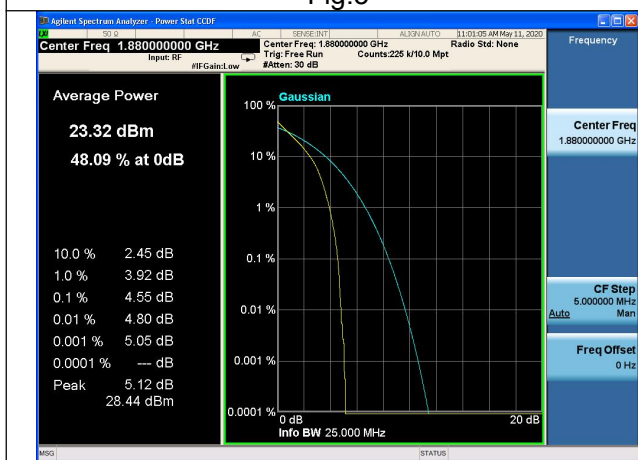 Agilent Spectrum Analyzer - Power Stat CCDF
50 Ω AC SENSE:INT ALIGNAUTO 11:01:05 AM May 11, 2020
Center Freq 1.880000000 GHz
Input: RF
#IFGain:Low
Center Freq: 1.880000000 GHz
Trig: Free Run Counts:225 k/10.0 Mpt
#Atten: 30 dB
Radio Std: None
Frequency
Average Power
23.32 dBm
48.09 % at 0dB
10.0 % 2.45 dB
1.0 % 3.92 dB
0.1 % 4.55 dB
0.01 % 4.80 dB
0.001 % 5.05 dB
0.0001 % --- dB
Peak 5.12 dB
28.44 dBm
Gaussian
100 %
10 %
1 %
0.1 %
0.01 %
0.001 %
0.0001 %
0 dB 20 dB
Info BW 25.000 MHz
Center Freq
1.880000000 GHz
CF Step
5.000000 MHz
Auto Man
Freq Offset
0 Hz
MSG STATUS